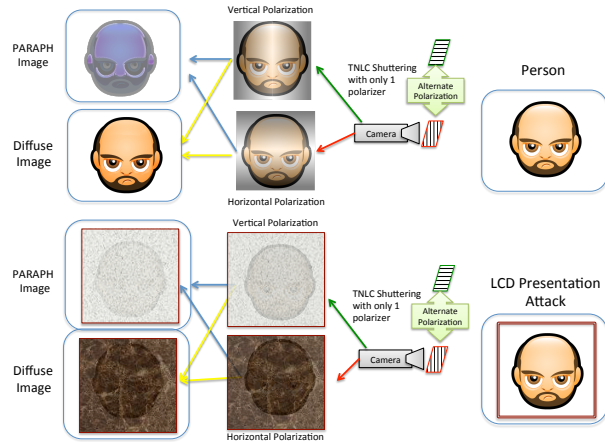 Vertical Polarization
PARAPH
Image
TNLC Shuttering
with only 1
polarizer
Alternate
Polarization
Person
Camera
Diffuse
Image
Horizontal Polarization
Vertical Polarization
PARAPH
Image
TNLC Shuttering
with only 1
polarizer
Alternate
Polarization
LCD Presentation
Attack
Camera
Diffuse
Image
Horizontal Polarization